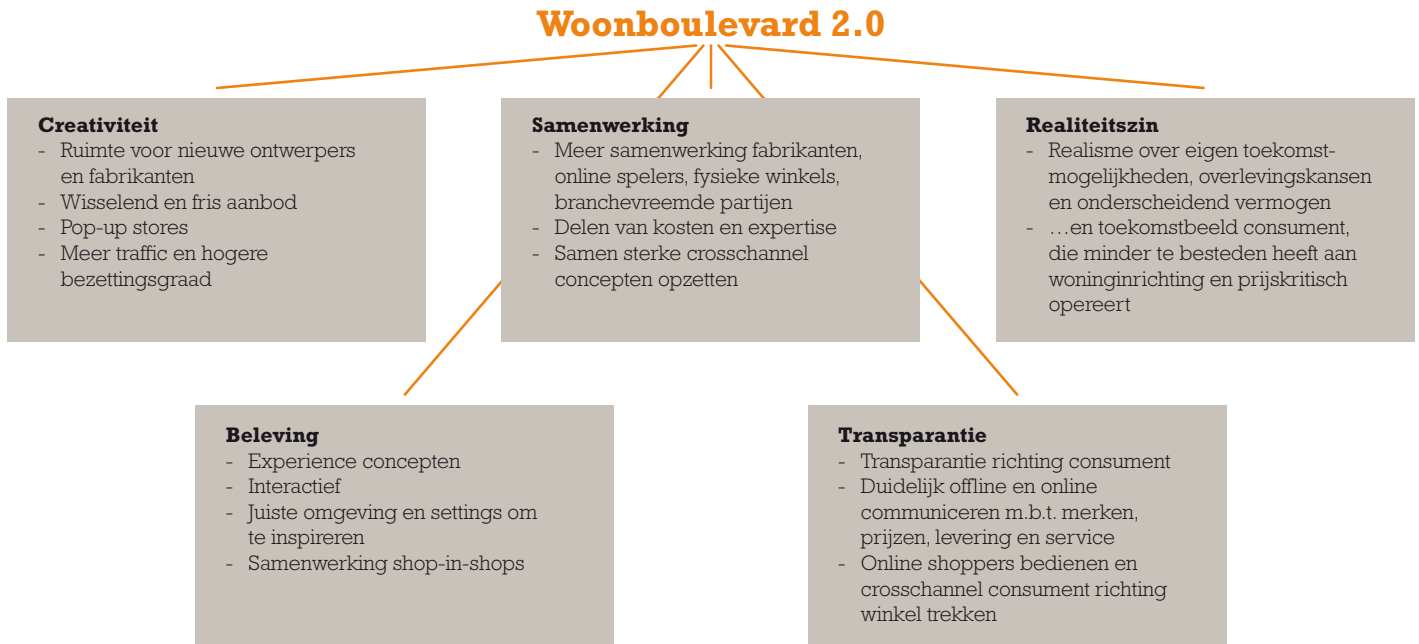 Woonboulevard 2.0
Creativiteit
- Ruimte voor nieuwe ontwerpers
en fabrikanten
- Wisselend en fris aanbod
- Pop-up stores
- Meer traffic en hogere
bezettingsgraad
Samenwerking
- Meer samenwerking fabrikanten,
online spelers, fysieke winkels,
branchevreemde partijen
- Delen van kosten en expertise
- Samen sterke crosschannel
concepten opzetten
Realiteitszin
- Realisme over eigen toekomst-
mogelijkheden, overlevingskansen
en onderscheidend vermogen
- …en toekomstbeeld consument,
die minder te besteden heeft aan
woninginrichting en prijskritisch
opereert
Beleving
- Experience concepten
- Interactief
- Juiste omgeving en settings om
te inspireren
- Samenwerking shop-in-shops
Transparantie
- Transparantie richting consument
- Duidelijk offline en online
communiceren m.b.t. merken,
prijzen, levering en service
- Online shoppers bedienen en
crosschannel consument richting
winkel trekken